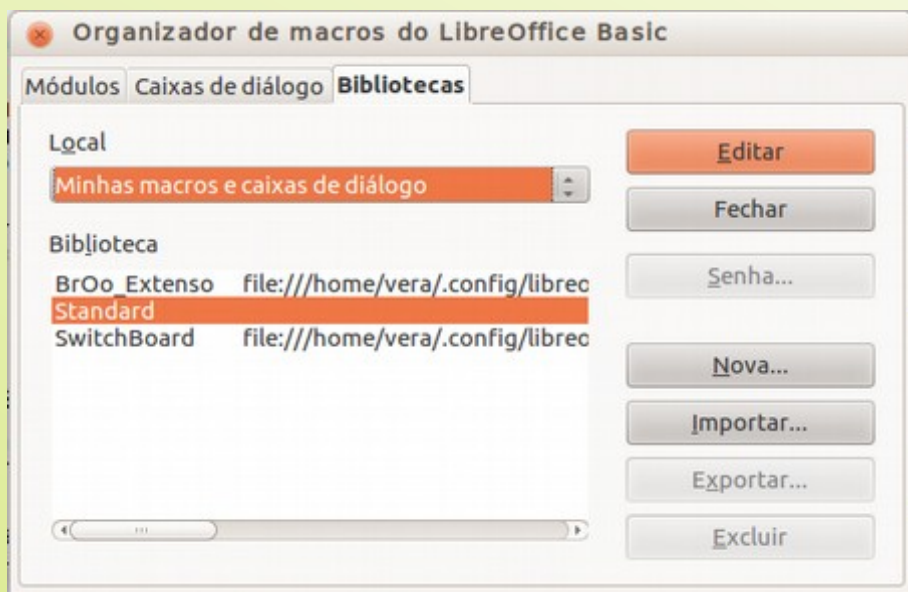 Organizador de macros do LibreOffice Basic
Módulos Caixas de diálogo Bibliotecas
Local
Minhas macros e caixas de diálogo
Biblioteca
BrOo_Extenso file:///home/vera/.config/libreo
Standard
SwitchBoard file:///home/vera/.config/libreo
Editar
Fechar
Senha...
Nova...
Importar...
Exportar...
Excluir